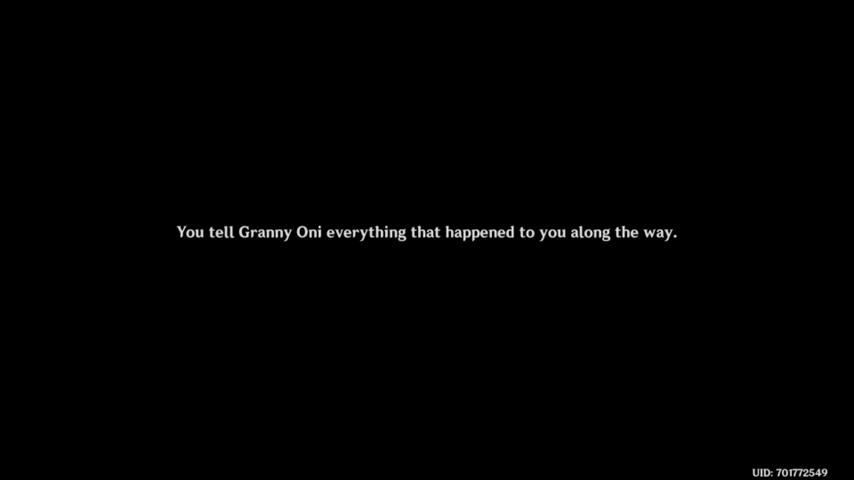 You tell Granny Oni everything that happened to you along the way.
UID: 701772549